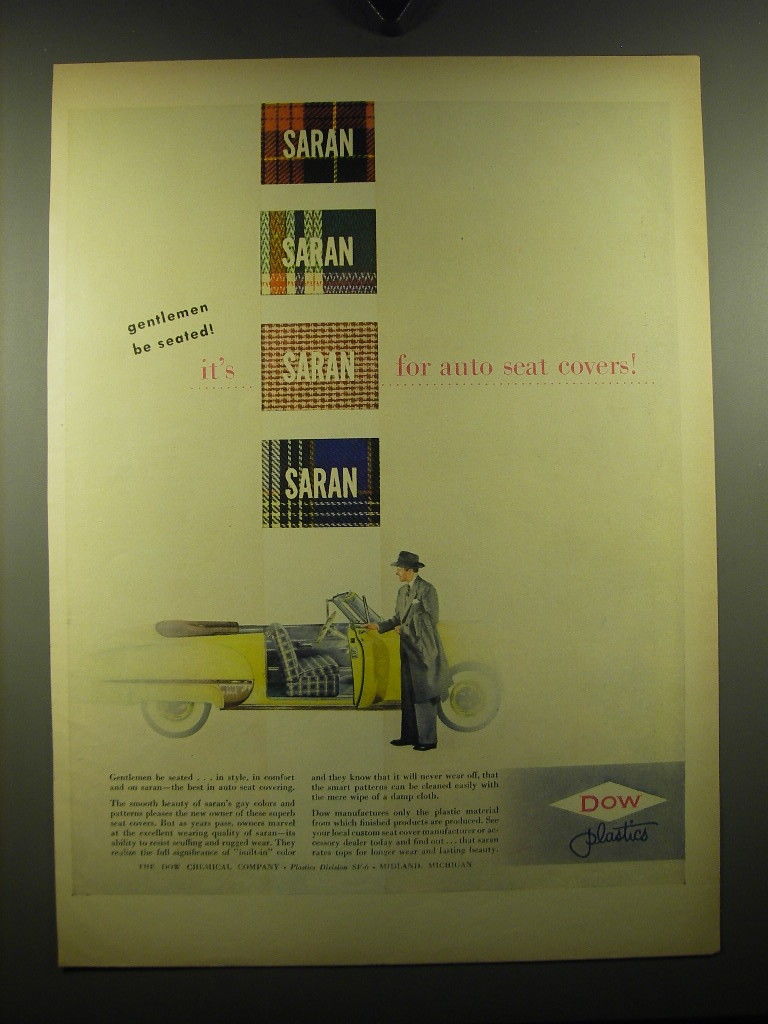 SARAN
SARAN
gentlemen
be seated!
it's SARAN for auto seat covers!
SARAN
Gentlemen be seated . . . in style, in comfort
and on saran—the best in auto seat covering.
The smooth beauty of saran's gay colors and
patterns pleases the new owner of these superb
seat covers. But as years pass, owners marvel
at the excellent wearing quality of saran—its
ability to resist scuffing and rugged wear. They
realize the full significance of "built-in" color
and they know that it will never wear off, that
the smart patterns can be cleaned easily with
the mere wipe of a damp cloth.
Dow manufactures only the plastic material
from which finished products are produced. See
your local custom seat cover manufacturer or ac-
cessory dealer today and find out . . . that saran
rates tops for longer wear and lasting beauty.
THE DOW CHEMICAL COMPANY • Plastics Division SF-6 • MIDLAND, MICHIGAN
DOW
plastics